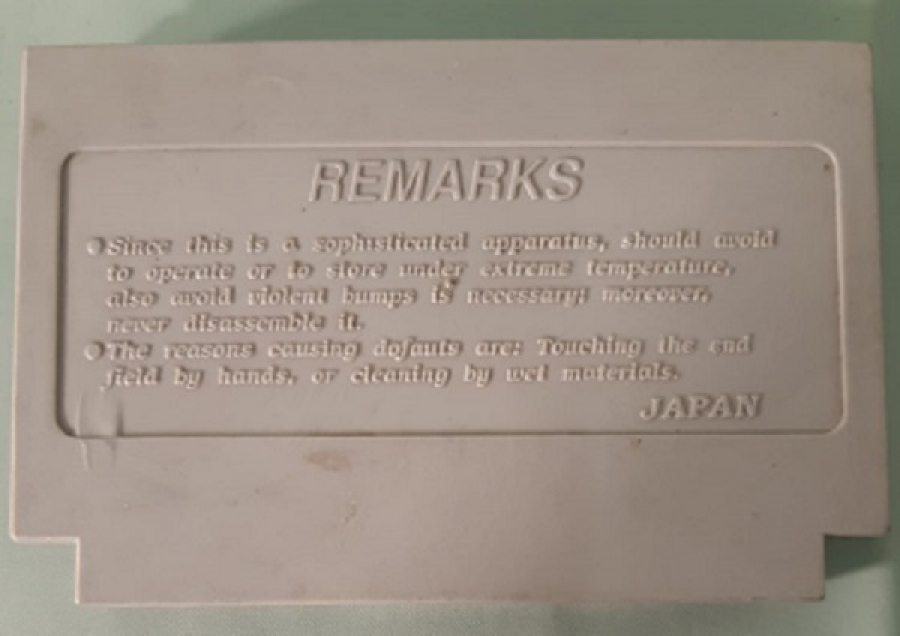 REMARKS
Since this is a sophisticated apparatus, should avoid
to operate or to store under extreme temperature,
also avoid violent bumps is necessary; moreover,
never disassemble it.
The reasons causing dofauts are: Touching the end
field by hands, or cleaning by wet materials.
JAPAN